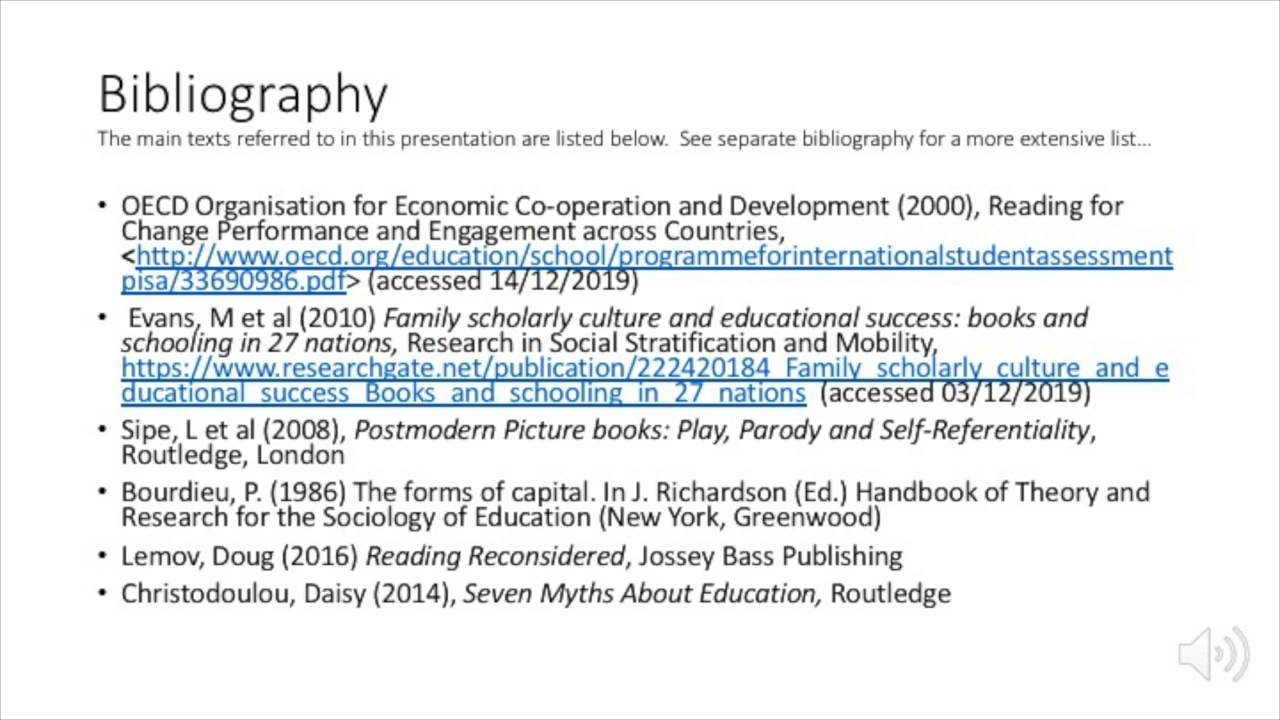 Bibliography
The main texts referred to in this presentation are listed below.  See separate bibliography for a more extensive list…
• OECD Organisation for Economic Co-operation and Development (2000), Reading for
Change Performance and Engagement across Countries,
<http://www.oecd.org/education/school/programmeforinternationalstudentassessment
pisa/33690986.pdf> (accessed 14/12/2019)
• Evans, M et al (2010) Family scholarly culture and educational success: books and
schooling in 27 nations, Research in Social Stratification and Mobility,
https://www.researchgate.net/publication/222420184_Family_scholarly_culture_and_e
ducational_success_Books_and_schooling_in_27_nations (accessed 03/12/2019)
• Sipe, L et al (2008), Postmodern Picture books: Play, Parody and Self-Referentiality,
Routledge, London
• Bourdieu, P. (1986) The forms of capital. In J. Richardson (Ed.) Handbook of Theory and
Research for the Sociology of Education (New York, Greenwood)
• Lemov, Doug (2016) Reading Reconsidered, Jossey Bass Publishing
• Christodoulou, Daisy (2014), Seven Myths About Education, Routledge